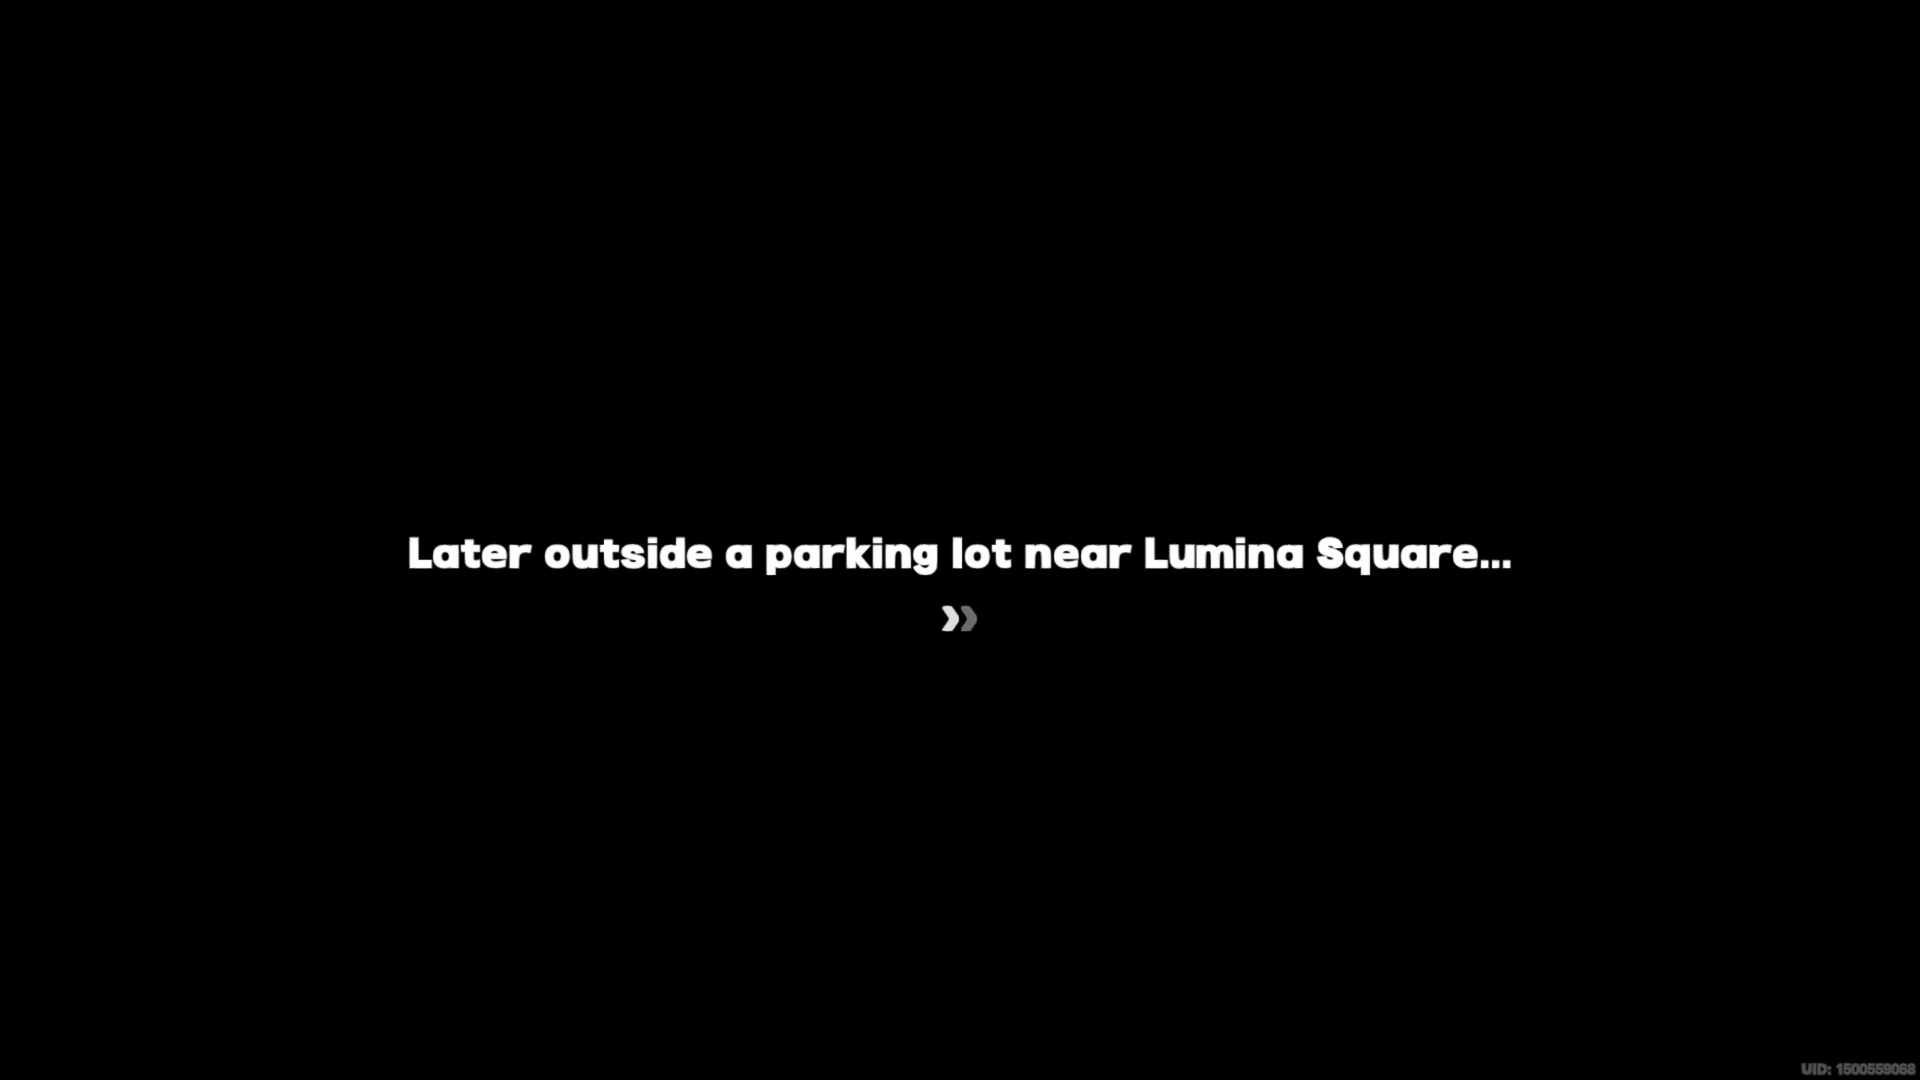 Later outside a parking lot near Lumina Square...
UID: 1500559068